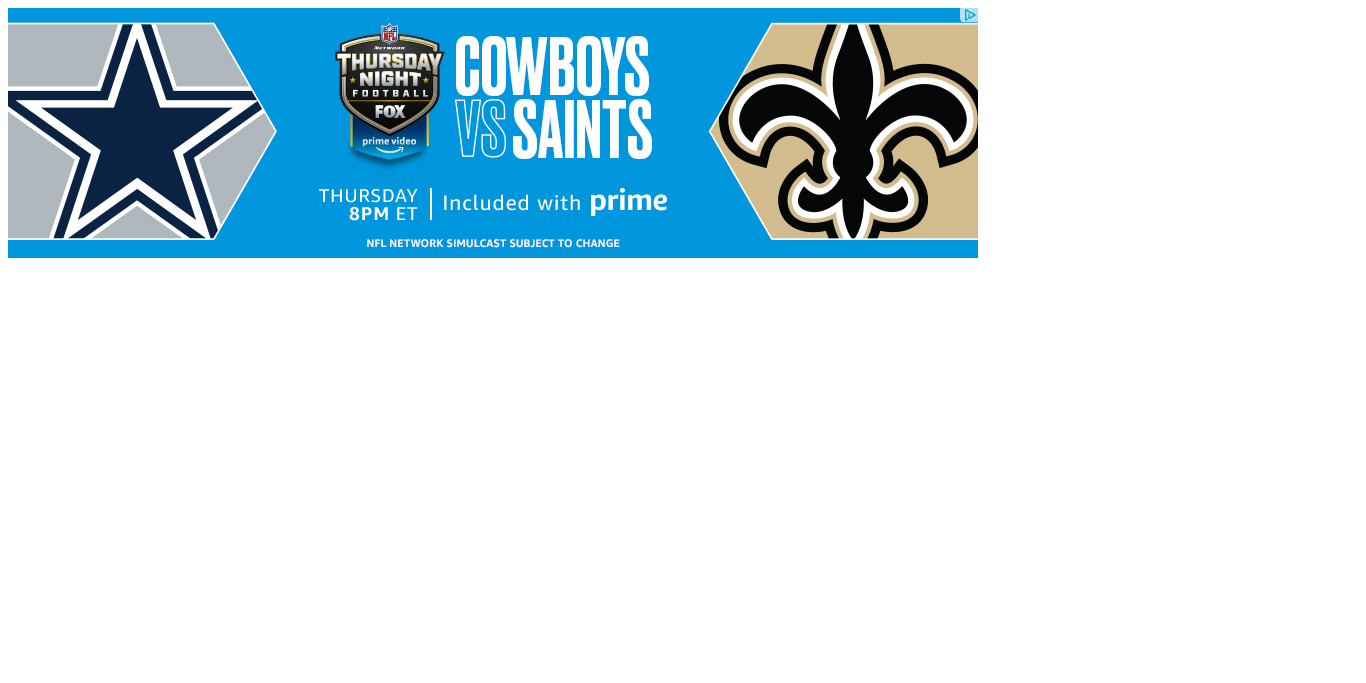 NFL
NETWORK
THURSDAY
NIGHT
FOOTBALL
FOX
prime video
COWBOYS
VS SAINTS
THURSDAY
8PM ET
Included with prime
NFL NETWORK SIMULCAST SUBJECT TO CHANGE